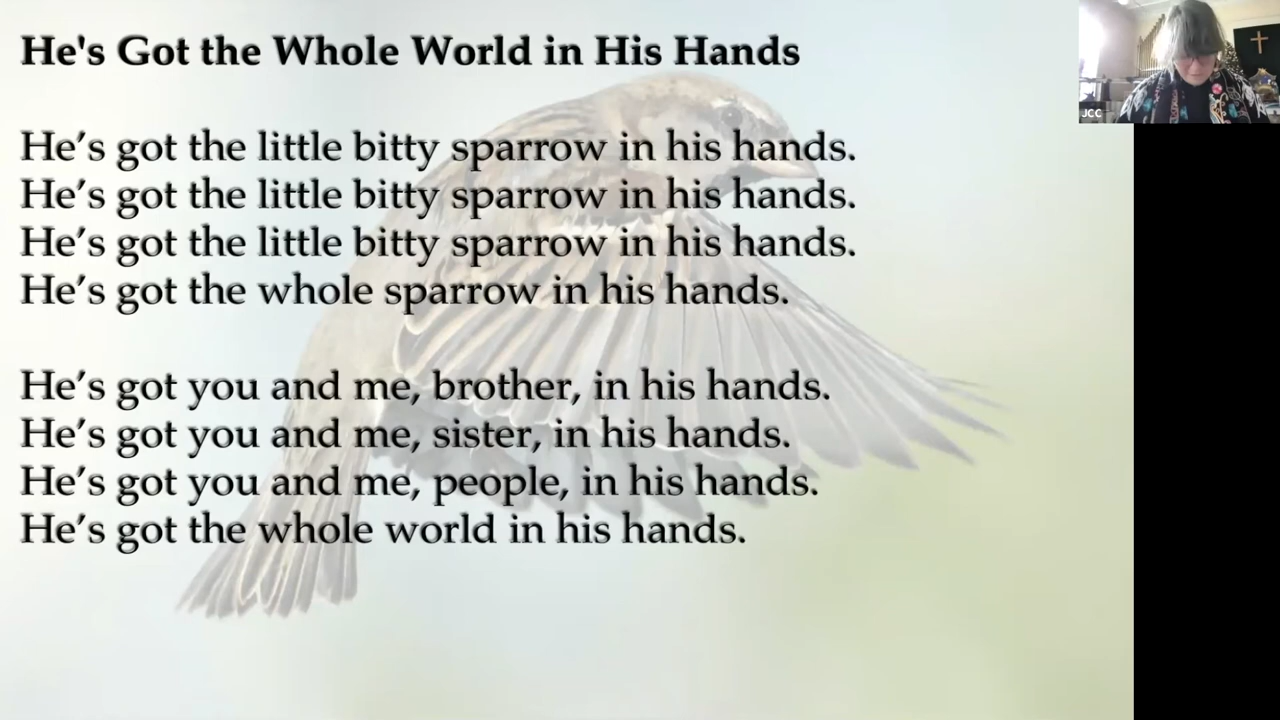 He's Got the Whole World in His Hands
He’s got the little bitty sparrow in his hands.
He’s got the little bitty sparrow in his hands.
He’s got the little bitty sparrow in his hands.
He’s got the whole sparrow in his hands.
He’s got you and me, brother, in his hands.
He’s got you and me, sister, in his hands.
He’s got you and me, people, in his hands.
He’s got the whole world in his hands.
JCC